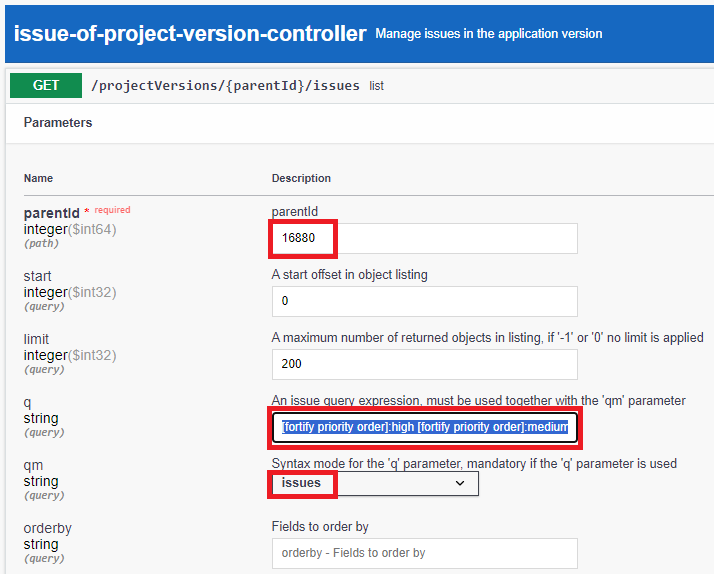 issue-of-project-version-controller Manage issues in the application version
GET /projectVersions/{parentId}/issues list
Parameters
Name Description
parentId * required parentId
integer($int64)
(path) 16880
start A start offset in object listing
integer($int32)
(query) 0
limit A maximum number of returned objects in listing, if '-1' or '0' no limit is applied
integer($int32)
(query) 200
q An issue query expression, must be used together with the 'qm' parameter
string
(query) [fortify priority order]:high [fortify priority order]:medium
qm Syntax mode for the 'q' parameter, mandatory if the 'q' parameter is used
string issues
(query)
orderby Fields to order by
string
(query) orderby - Fields to order by